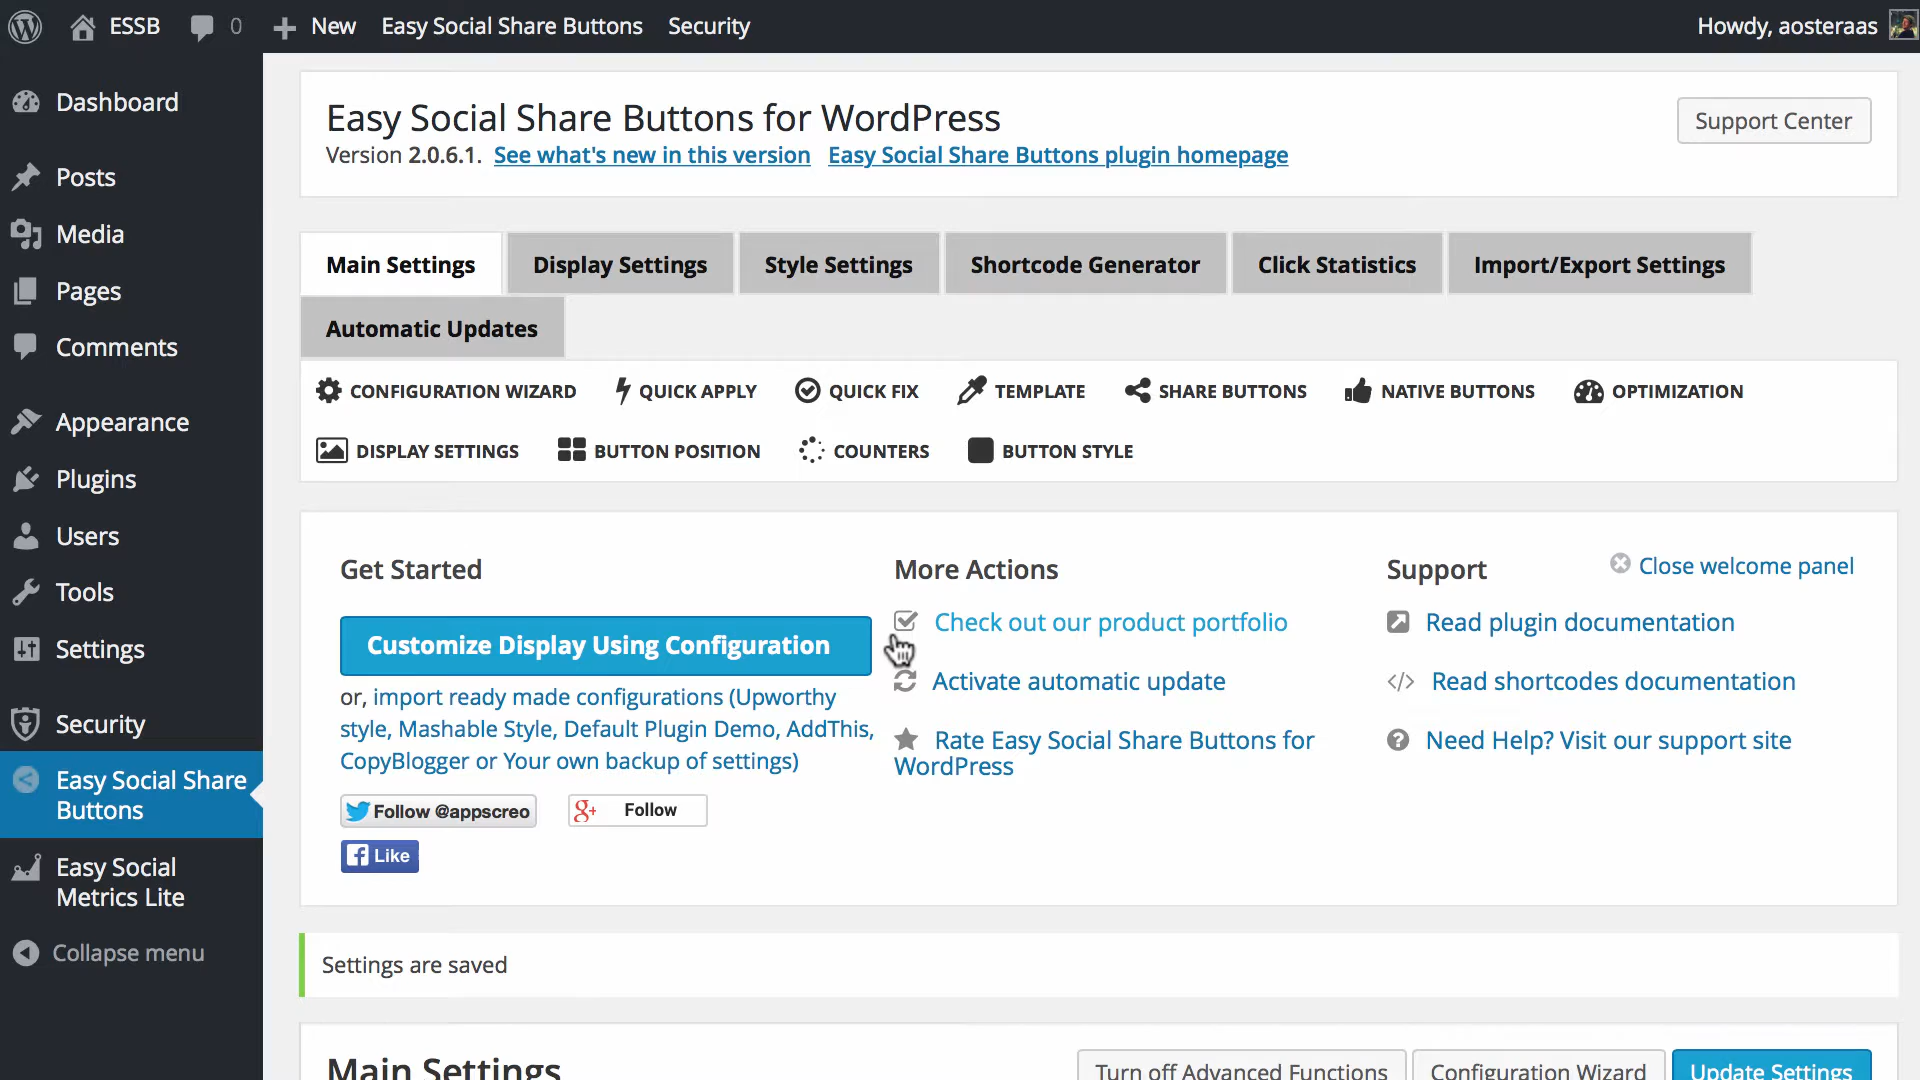 ESSB 0 New Easy Social Share Buttons Security Howdy, aosteraas
Dashboard
Posts
Media
Pages
Comments
Appearance
Plugins
Users
Tools
Settings
Security
Easy Social Share
Buttons
Easy Social
Metrics Lite
Collapse menu
Easy Social Share Buttons for WordPress
Support Center
Version 2.0.6.1. See what's new in this version Easy Social Share Buttons plugin homepage
Main Settings Display Settings Style Settings Shortcode Generator Click Statistics Import/Export Settings
Automatic Updates
CONFIGURATION WIZARD QUICK APPLY QUICK FIX TEMPLATE SHARE BUTTONS NATIVE BUTTONS OPTIMIZATION
DISPLAY SETTINGS BUTTON POSITION COUNTERS BUTTON STYLE
Get Started
Customize Display Using Configuration
or, import ready made configurations (Upworthy
style, Mashable Style, Default Plugin Demo, AddThis,
CopyBlogger or Your own backup of settings)
Follow @appscreo g+ Follow
Like
More Actions
Check out our product portfolio
Activate automatic update
Rate Easy Social Share Buttons for
WordPress
Support
Close welcome panel
Read plugin documentation
Read shortcodes documentation
Need Help? Visit our support site
Settings are saved
Main Settings
Turn off Advanced Functions Configuration Wizard Update Settings